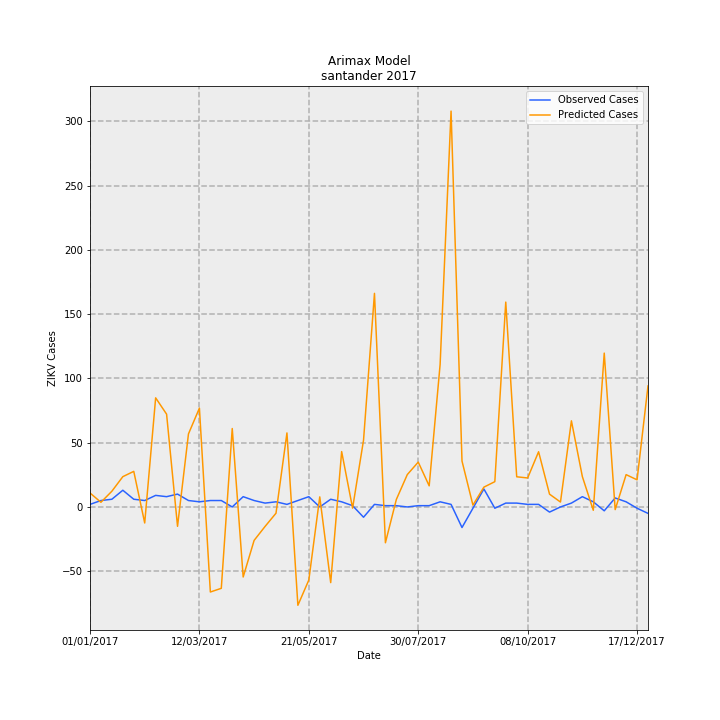 Arimax Model
santander 2017
Observed Cases
Predicted Cases
300
250
200
150
100
50
0
−50
ZIKV Cases
01/01/2017 12/03/2017 21/05/2017 30/07/2017 08/10/2017 17/12/2017
Date